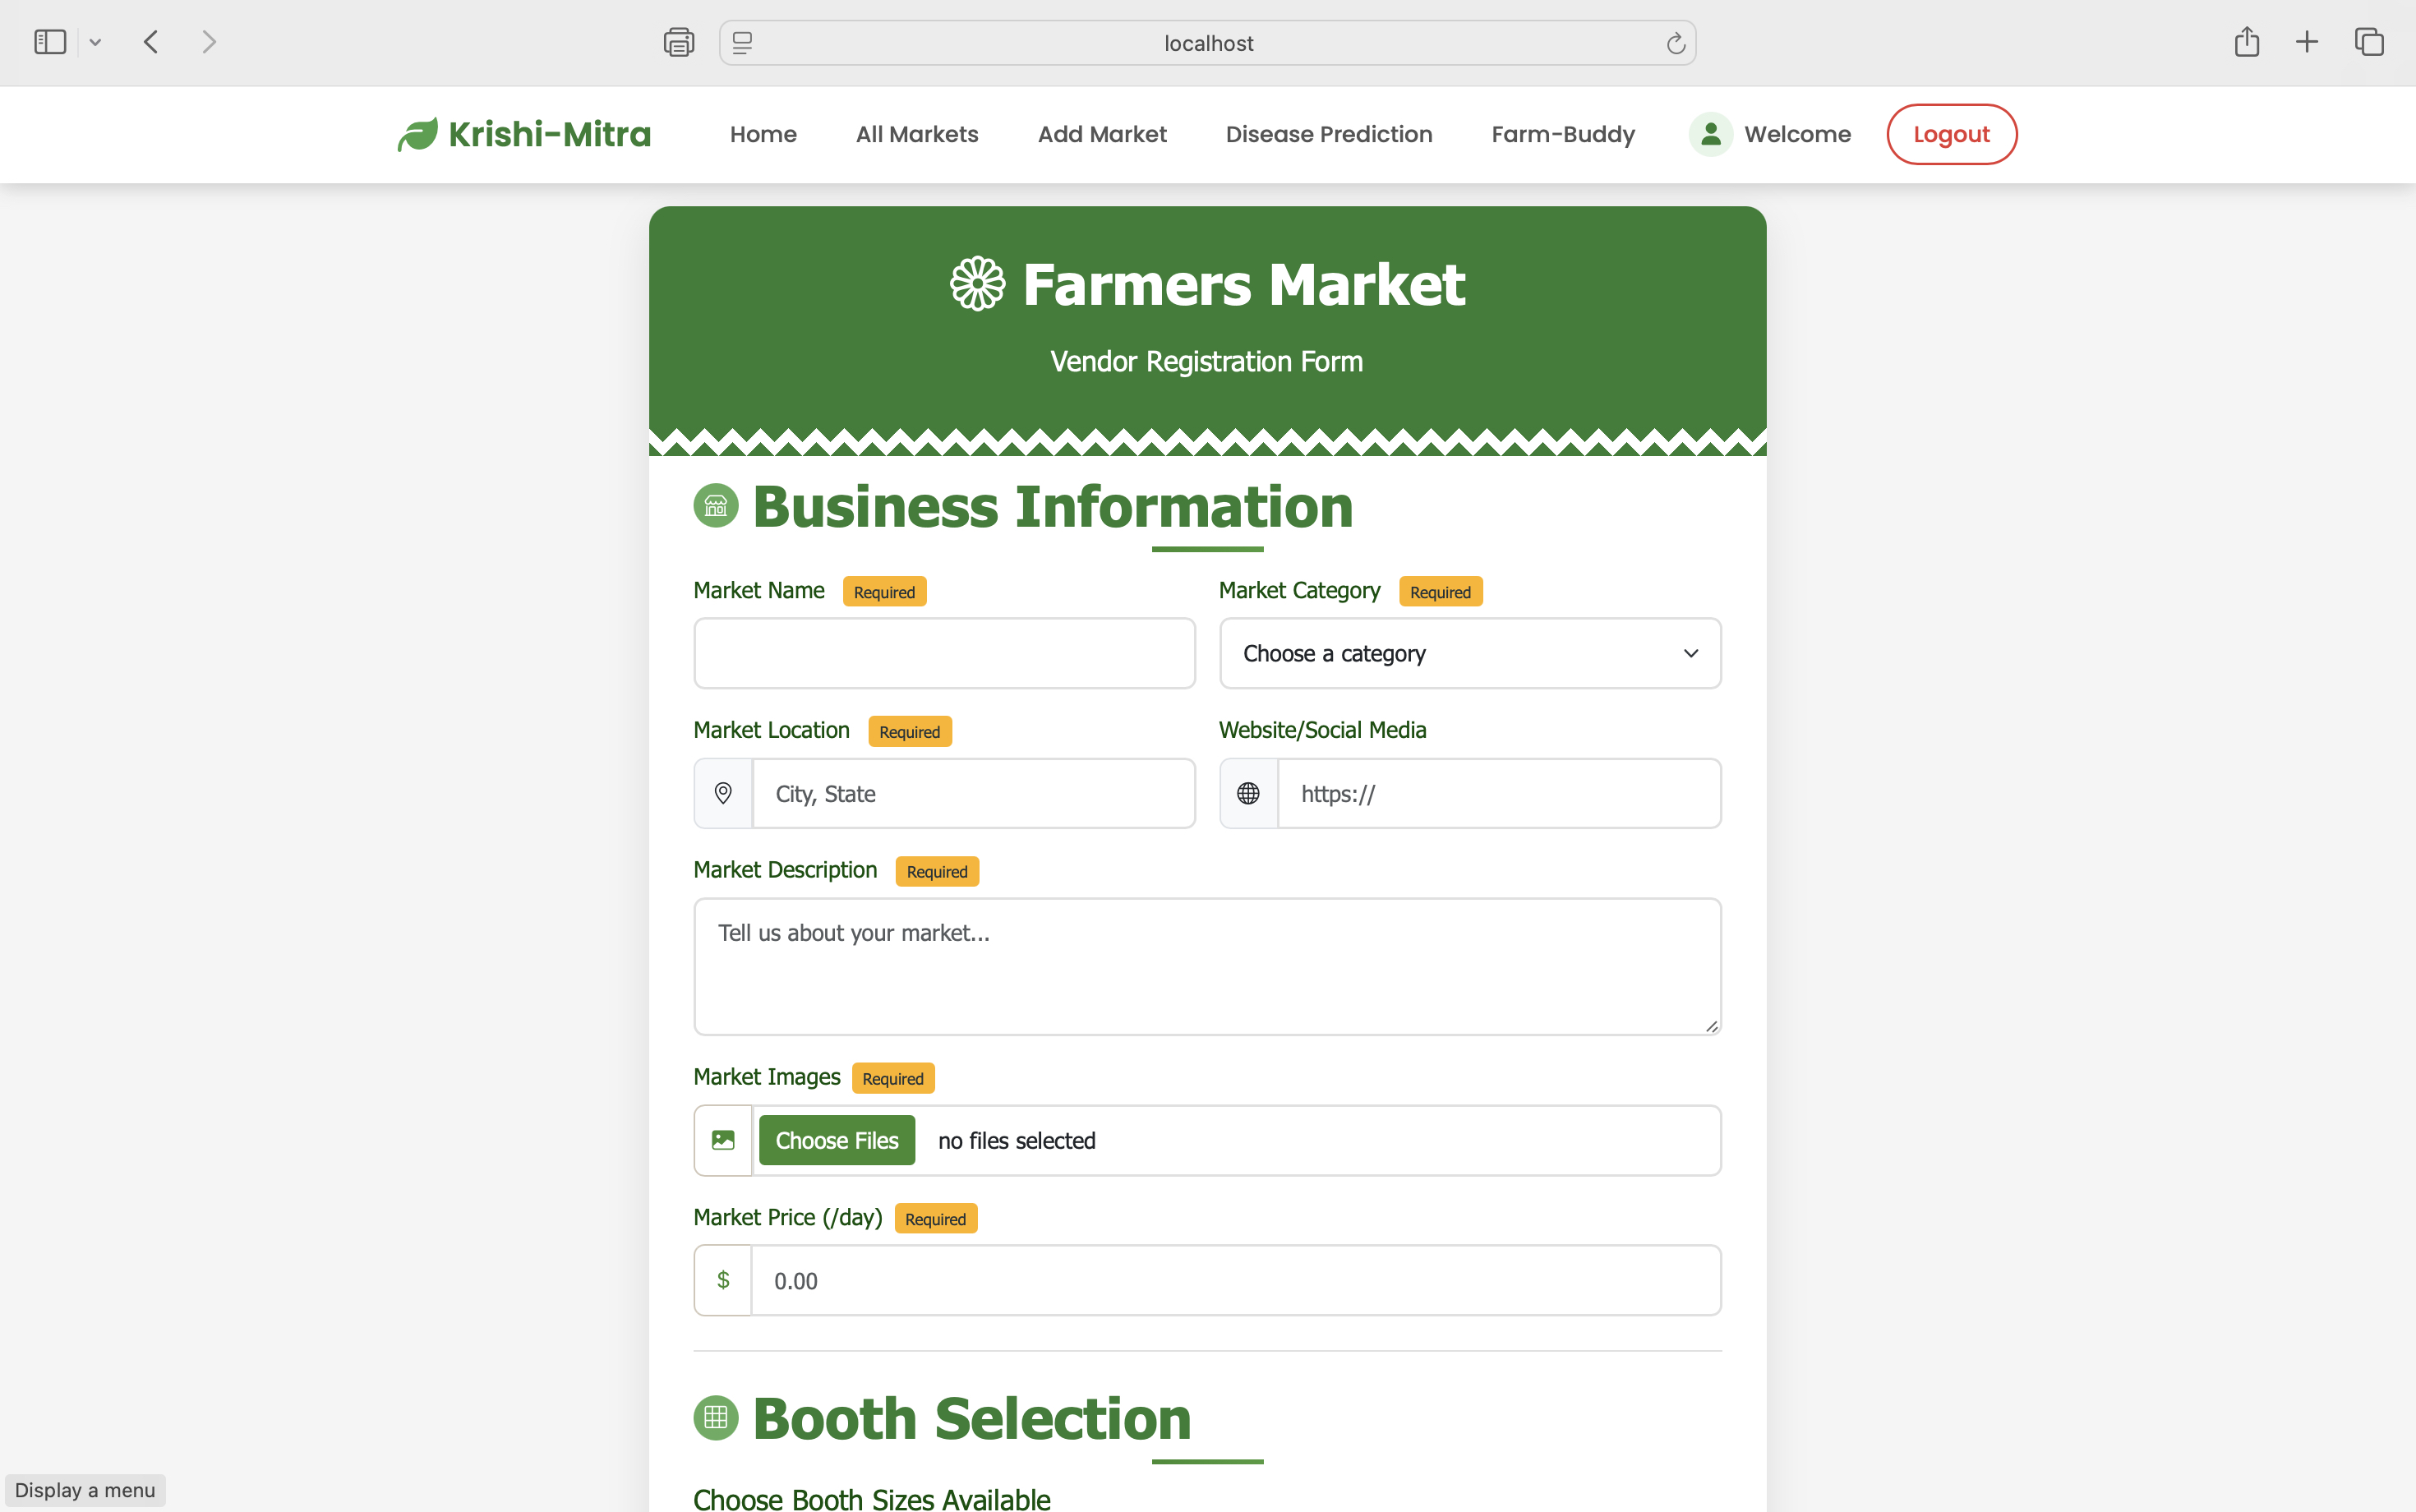 localhost
Krishi-Mitra Home All Markets Add Market Disease Prediction Farm-Buddy Welcome Logout
Farmers Market
Vendor Registration Form
Business Information
Market Name Required Market Category Required
Choose a category
Market Location Required Website/Social Media
City, State https://
Market Description Required
Tell us about your market...
Market Images Required
Choose Files no files selected
Market Price (/day) Required
$ 0.00
Booth Selection
Choose Booth Sizes Available
Display a menu